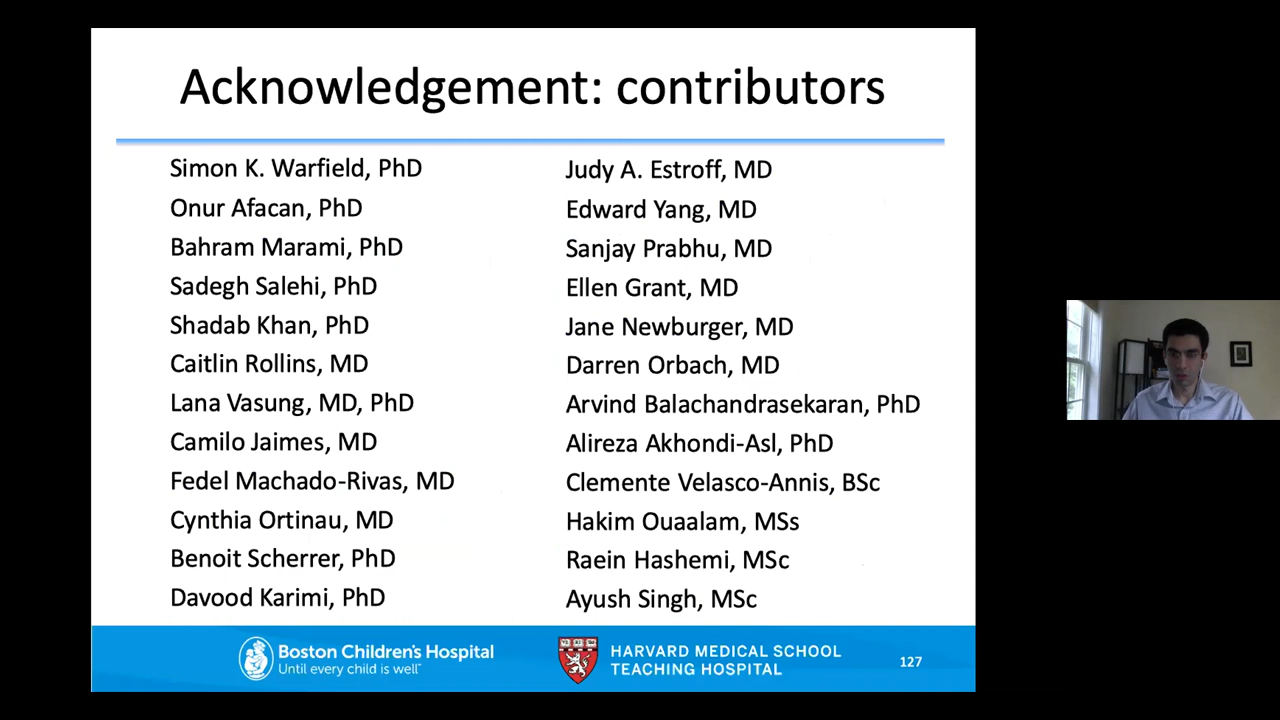 Acknowledgement: contributors
Simon K. Warfield, PhD
Onur Afacan, PhD
Bahram Marami, PhD
Sadegh Salehi, PhD
Shadab Khan, PhD
Caitlin Rollins, MD
Lana Vasung, MD, PhD
Camilo Jaimes, MD
Fedel Machado-Rivas, MD
Cynthia Ortinau, MD
Benoit Scherrer, PhD
Davood Karimi, PhD
Judy A. Estroff, MD
Edward Yang, MD
Sanjay Prabhu, MD
Ellen Grant, MD
Jane Newburger, MD
Darren Orbach, MD
Arvind Balachandrasekaran, PhD
Alireza Akhondi-Asl, PhD
Clemente Velasco-Annis, BSc
Hakim Ouaalam, MSs
Raein Hashemi, MSc
Ayush Singh, MSc
Boston Children's Hospital
Until every child is well™
HARVARD MEDICAL SCHOOL
TEACHING HOSPITAL
127